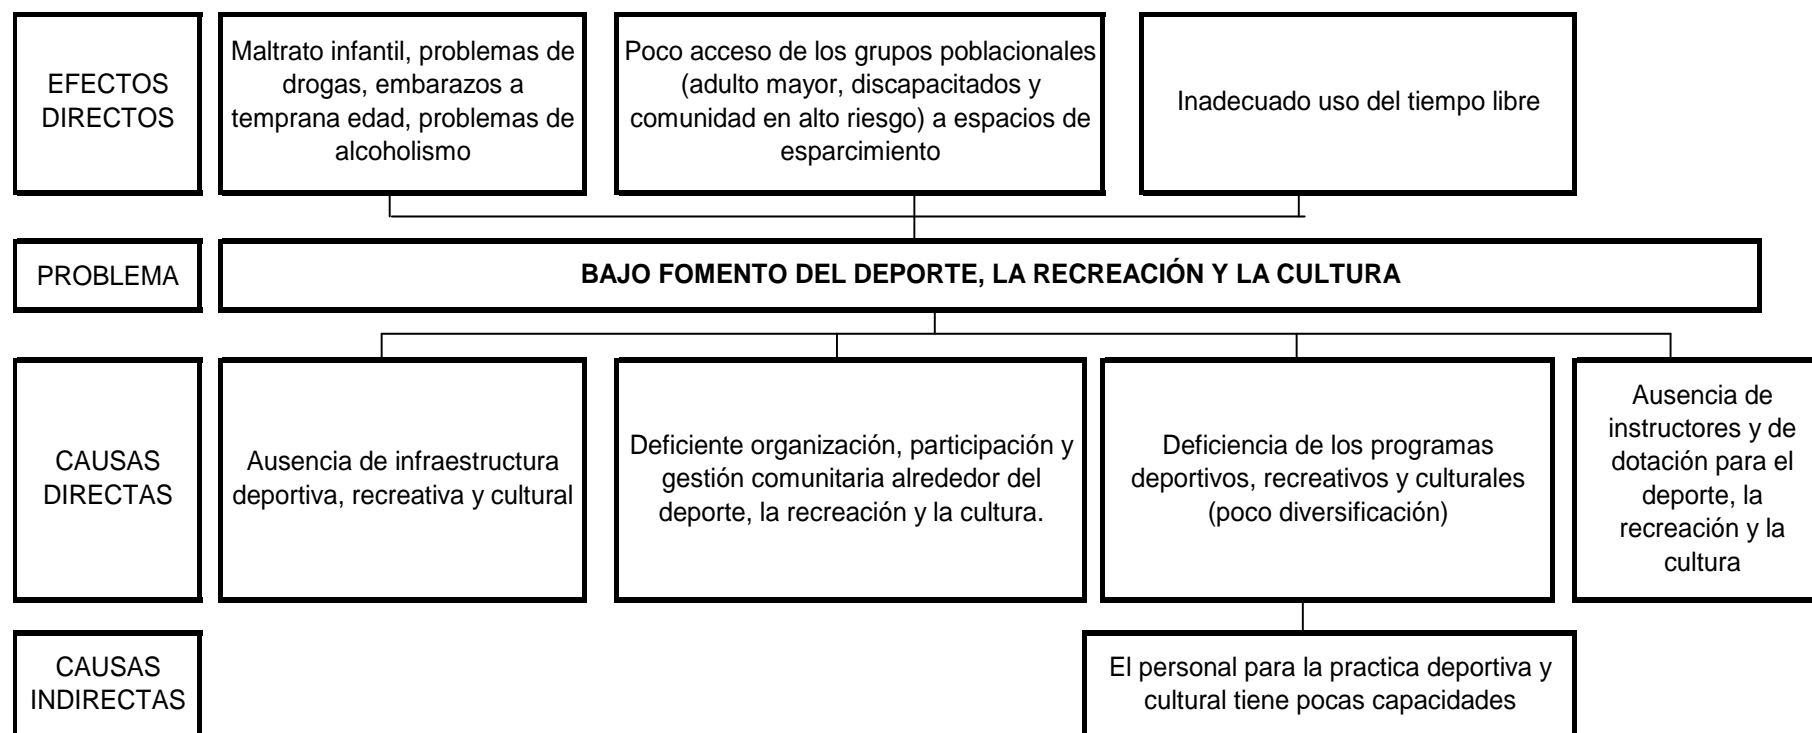 EFECTOS
DIRECTOS
Maltrato infantil, problemas de
drogas, embarazos a
temprana edad, problemas de
alcoholismo
Poco acceso de los grupos poblacionales
(adulto mayor, discapacitados y
comunidad en alto riesgo) a espacios de
esparcimiento
Inadecuado uso del tiempo libre
PROBLEMA
BAJO FOMENTO DEL DEPORTE, LA RECREACIÓN Y LA CULTURA
CAUSAS
DIRECTAS
Ausencia de infraestructura
deportiva, recreativa y cultural
Deficiente organización, participación y
gestión comunitaria alrededor del
deporte, la recreación y la cultura.
Deficiencia de los programas
deportivos, recreativos y culturales
(poco diversificación)
Ausencia de
instructores y de
dotación para el
deporte, la
recreación y la
cultura
CAUSAS
INDIRECTAS
El personal para la practica deportiva y
cultural tiene pocas capacidades